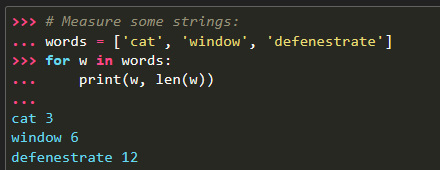 >>> # Measure some strings:
... words = ['cat', 'window', 'defenestrate']
>>> for w in words:
...     print(w, len(w))
...
cat 3
window 6
defenestrate 12